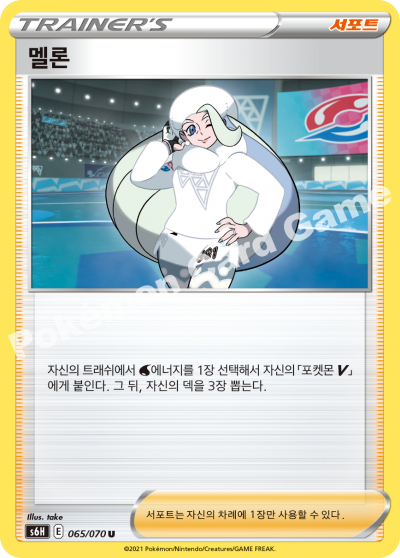 TRAINER'S
서포트
멜론
Pokémon Card Game
자신의 트래쉬에서 에너지를 1장 선택해서 자신의 「포켓몬 V」
에게 붙인다. 그 뒤, 자신의 덱을 3장 뽑는다.
Illus. take
s6H E 065/070 U
서포트는 자신의 차례에 1장만 사용할 수 있다.
©2021 Pokémon/Nintendo/Creatures/GAME FREAK.